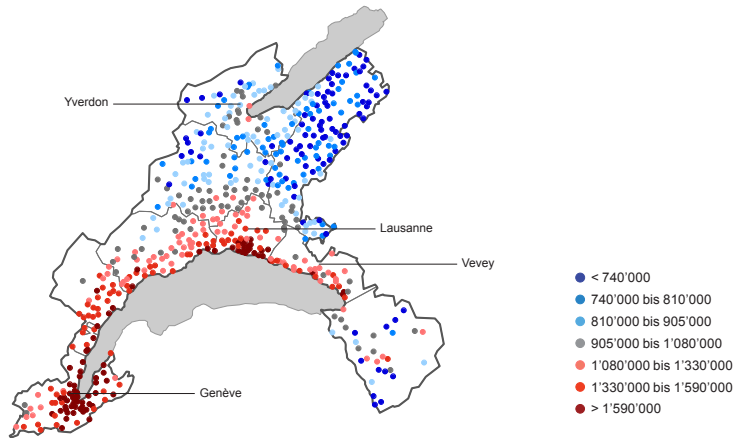 Yverdon
Lausanne
Vevey
Genève
< 740'000
740'000 bis 810'000
810'000 bis 905'000
905'000 bis 1'080'000
1'080'000 bis 1'330'000
1'330'000 bis 1'590'000
> 1'590'000